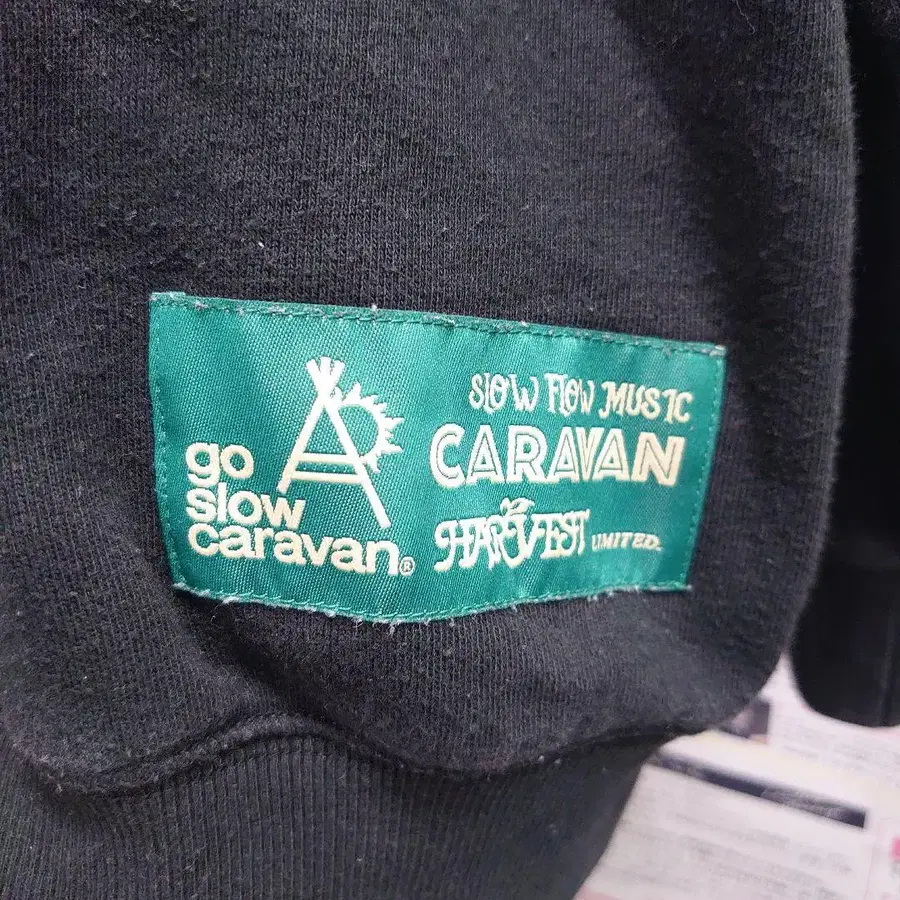 go
slow
caravan®
SLOW FLOW MUSIC
CARAVAN
HARVEST LIMITED.